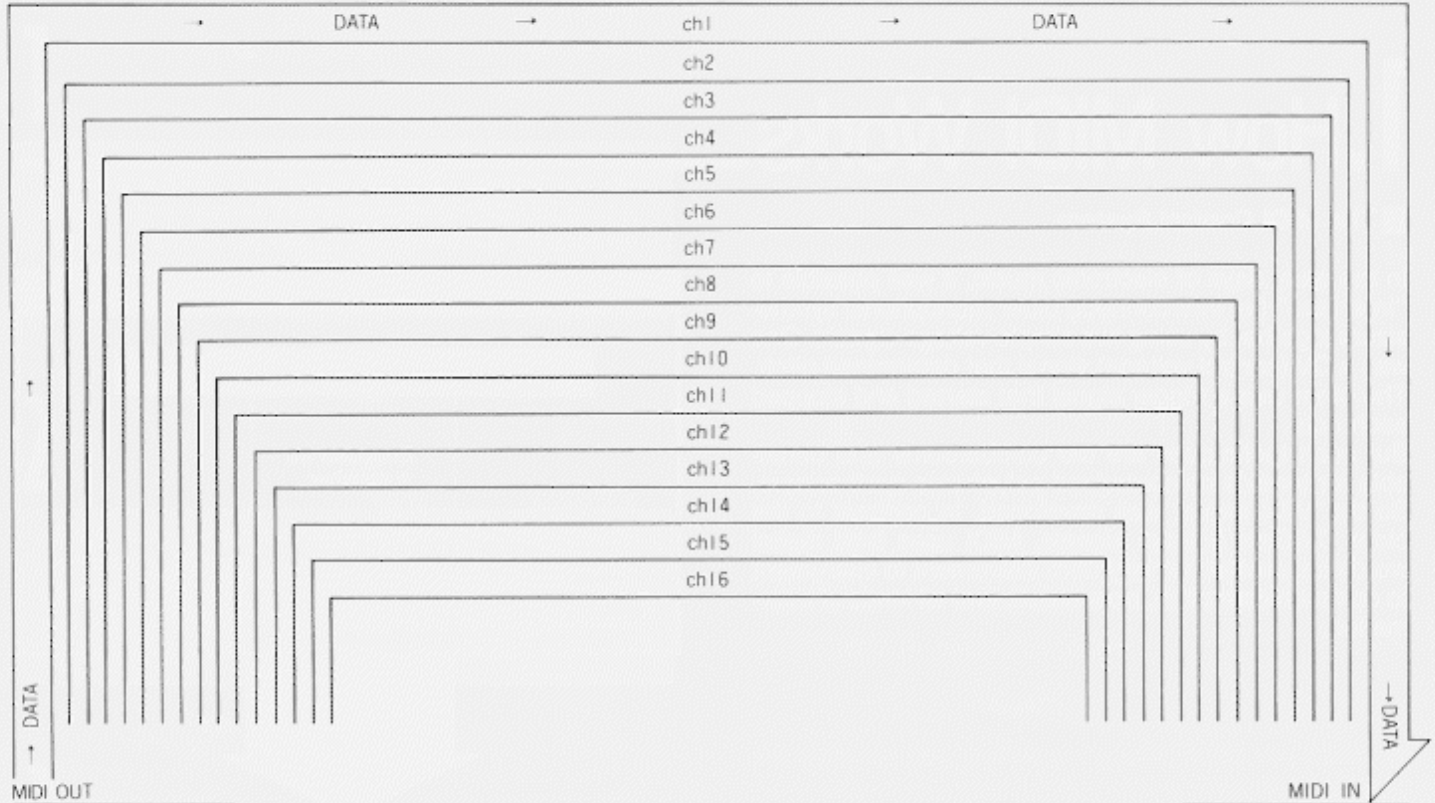 → DATA → ch1 → DATA →
ch2
ch3
ch4
ch5
ch6
ch7
ch8
ch9
ch10
ch11
ch12
ch13
ch14
ch15
ch16
→ DATA →
→
→ DATA
MIDI OUT
MIDI IN